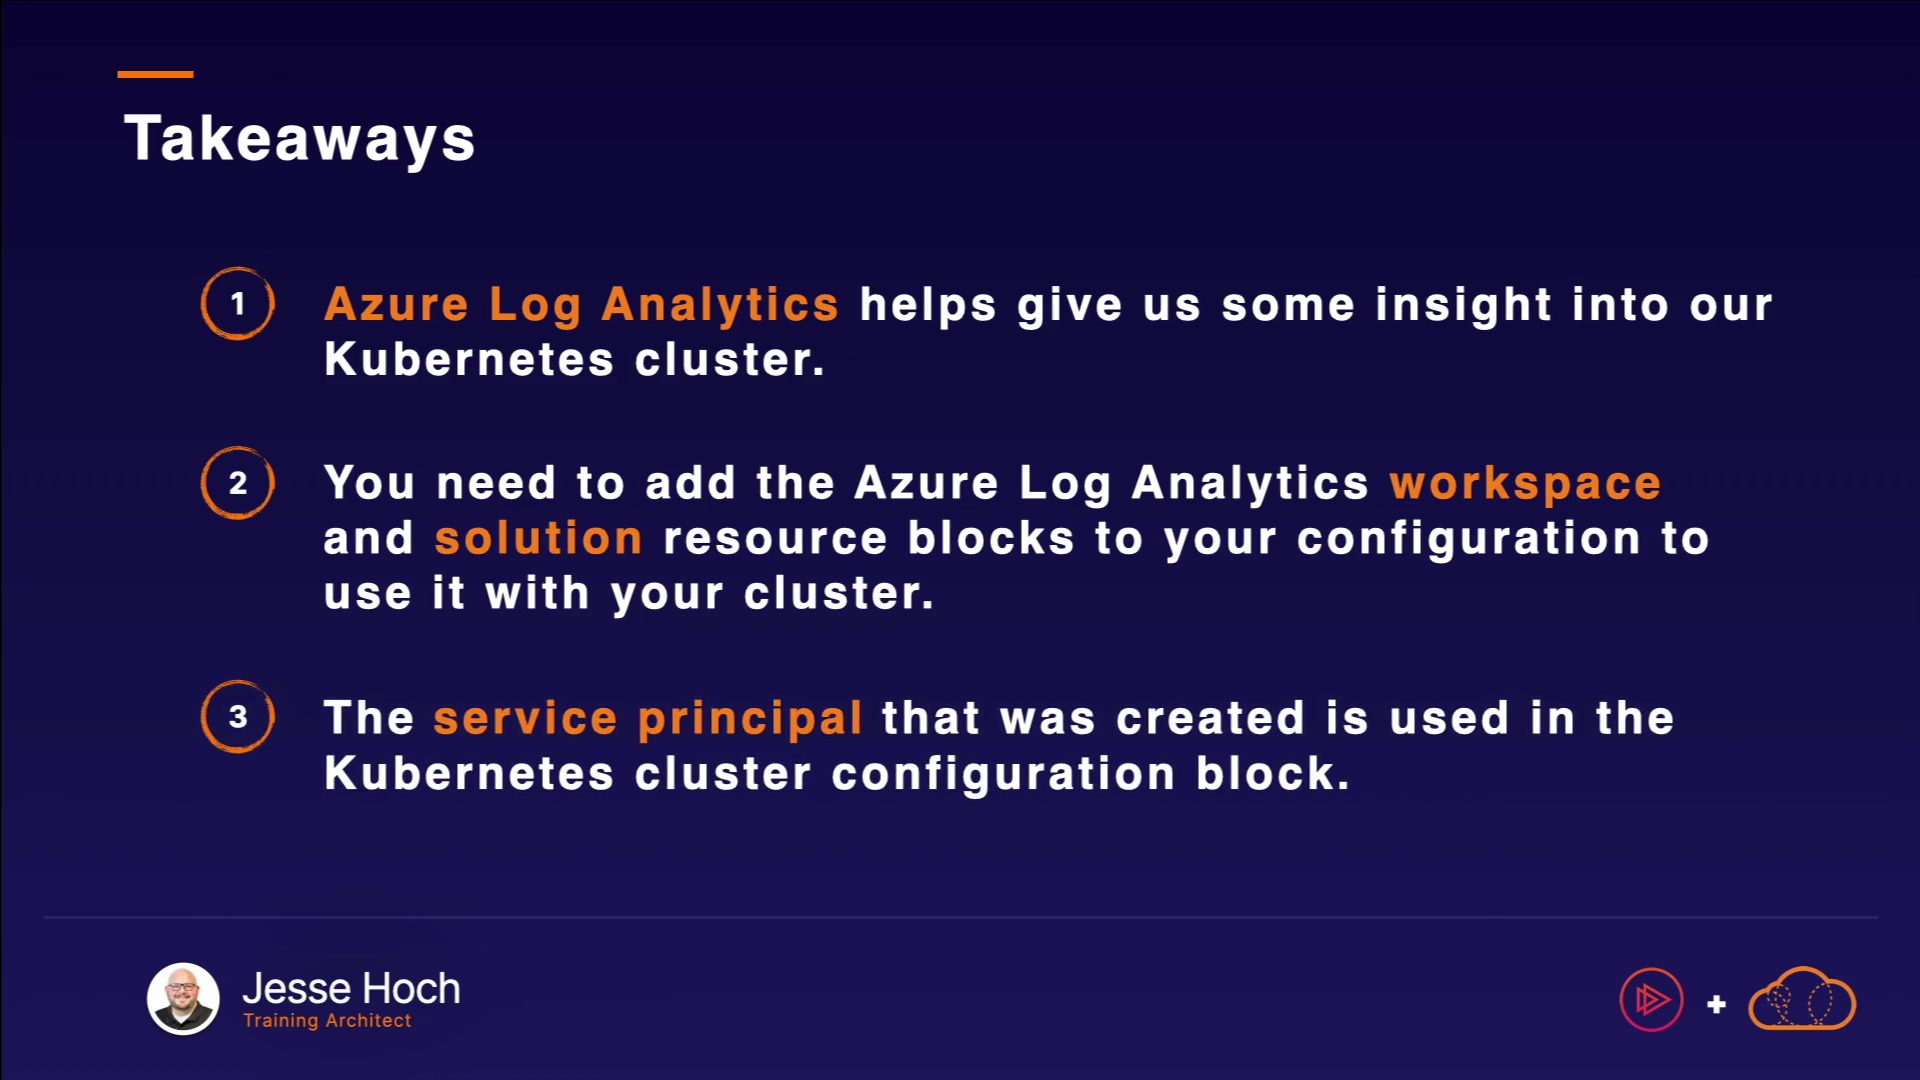 Takeaways
1
Azure Log Analytics helps give us some insight into our
Kubernetes cluster.
2
You need to add the Azure Log Analytics workspace
and solution resource blocks to your configuration to
use it with your cluster.
3
The service principal that was created is used in the
Kubernetes cluster configuration block.
Jesse Hoch
Training Architect
+